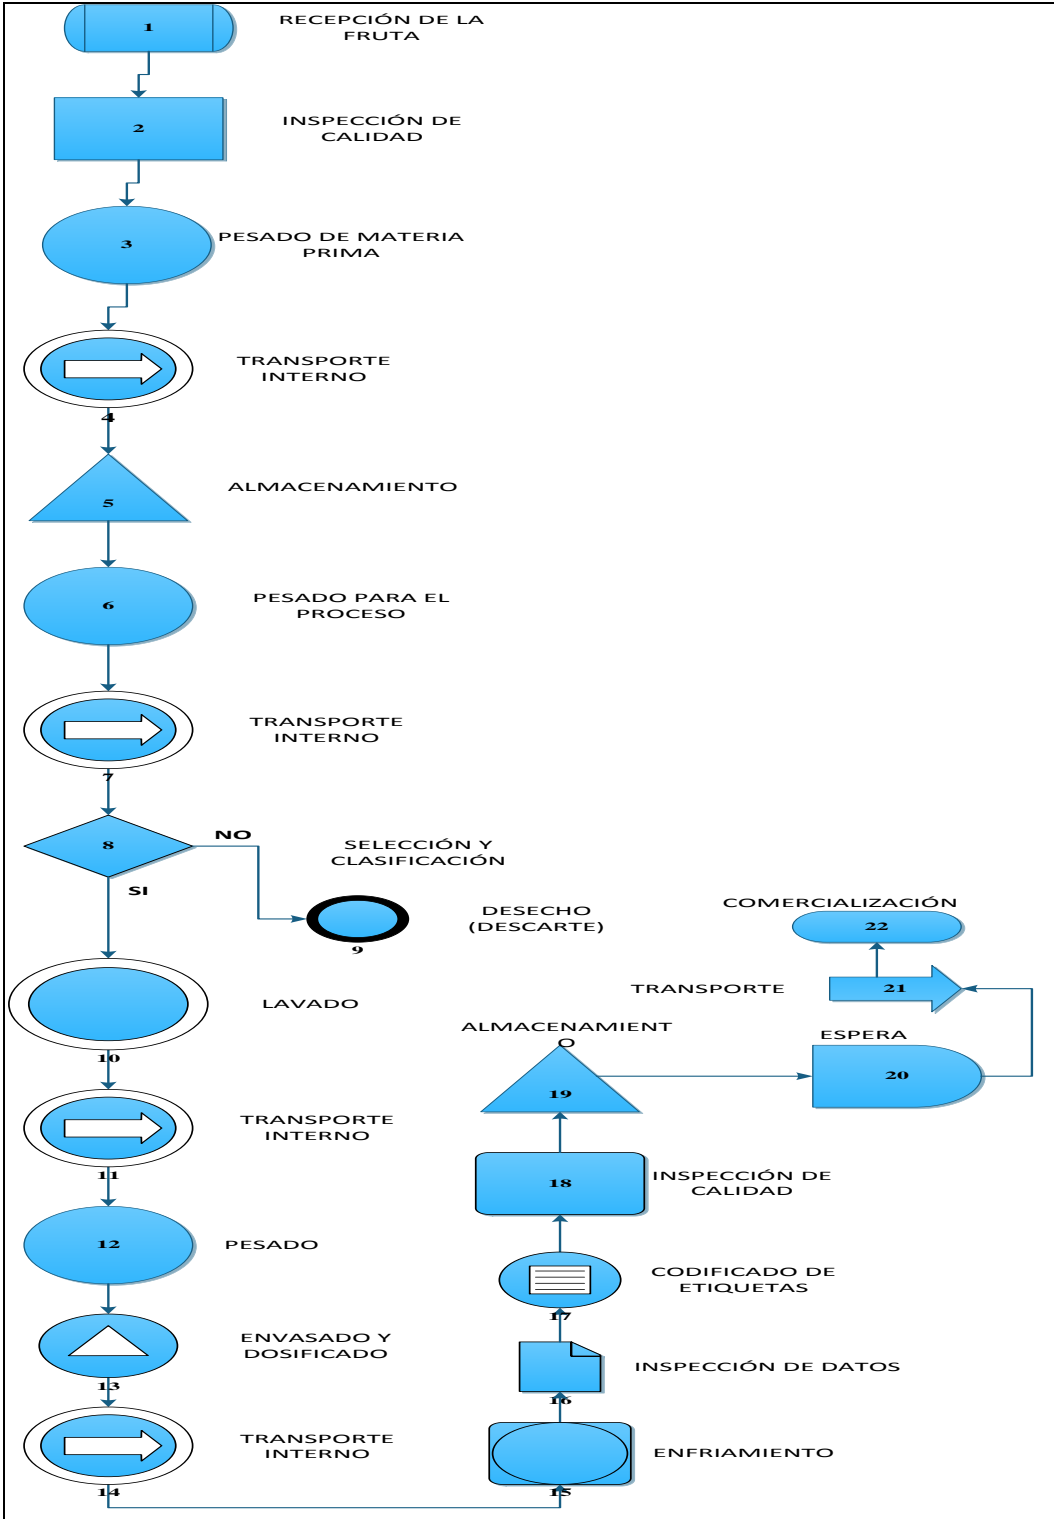 1
RECEPCIÓN DE LA
FRUTA
2
INSPECCIÓN DE
CALIDAD
3
PESADO DE MATERIA
PRIMA
TRANSPORTE
INTERNO
4
5
ALMACENAMIENTO
6
PESADO PARA EL
PROCESO
TRANSPORTE
INTERNO
7
8
NO
SI
SELECCIÓN Y
CLASIFICACIÓN
DESECHO
(DESCARTE)
9
LAVADO
10
TRANSPORTE
INTERNO
11
12
PESADO
ENVASADO Y
DOSIFICADO
13
TRANSPORTE
INTERNO
14
ENFRIAMIENTO
15
INSPECCIÓN DE DATOS
16
CODIFICADO DE
ETIQUETAS
17
18
INSPECCIÓN DE
CALIDAD
ALMACENAMIENT
O
19
ESPERA
20
TRANSPORTE
21
COMERCIALIZACIÓN
22